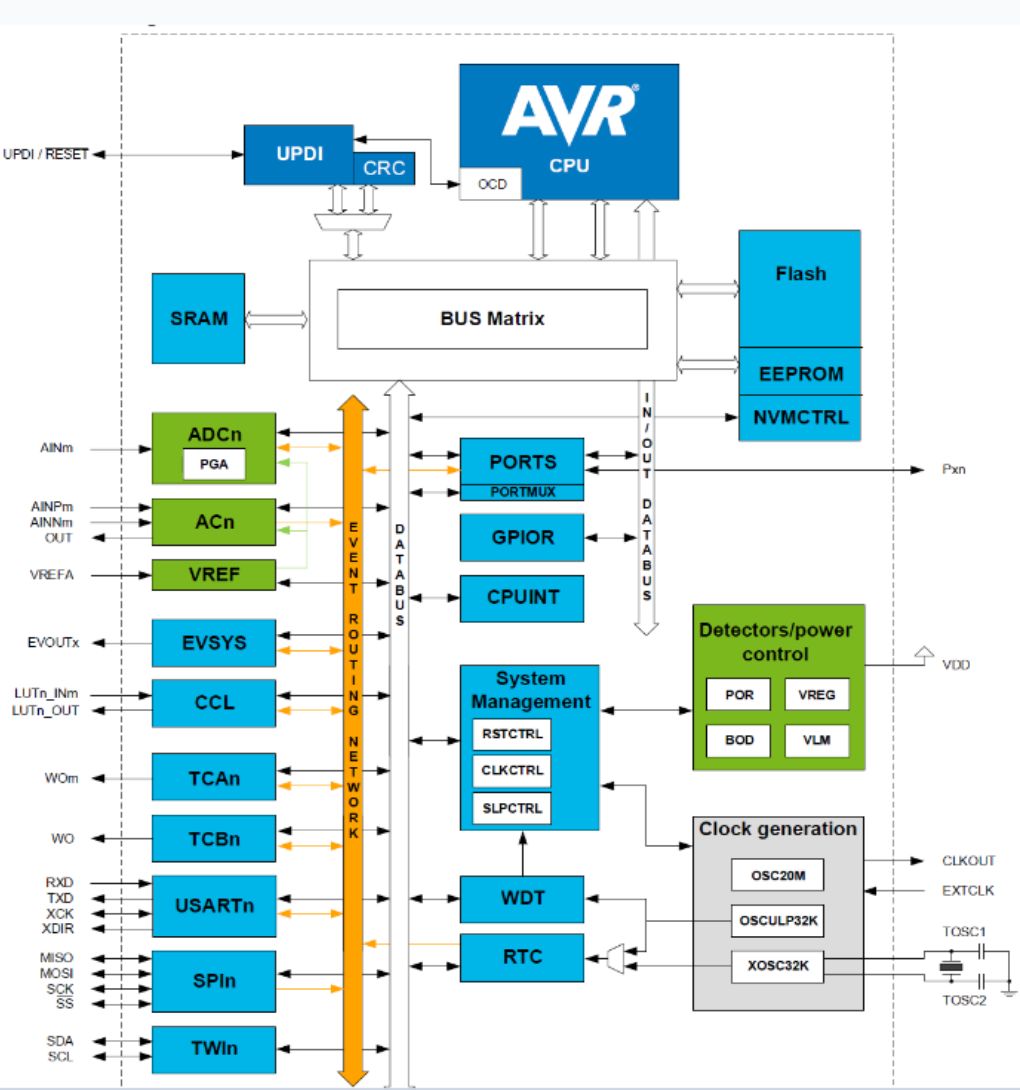 AVR®
CPU
OCD
UPDI / RESET
UPDI
CRC
SRAM
BUS Matrix
Flash
EEPROM
NVMCTRL
AINm
ADCn
PGA
AINPm
AINNm
OUT
ACn
VREFA
VREF
EVOUTx
EVSYS
LUTn_INm
LUTn_OUT
CCL
WOm
TCAn
WO
TCBn
RXD
TXD
XCK
XDIR
USARTn
MISO
MOSI
SCK
SS
SPIn
SDA
SCL
TWIn
EVENT ROUTING NETWORK
DATABUS
IN/OUT DATABUS
PORTS
PORTMUX
Pxn
GPIOR
CPUINT
System
Management
RSTCTRL
CLKCTRL
SLPCTRL
Detectors/power
control
POR
VREG
BOD
VLM
VDD
WDT
RTC
Clock generation
OSC20M
OSCULP32K
XOSC32K
CLKOUT
EXTCLK
TOSC1
TOSC2